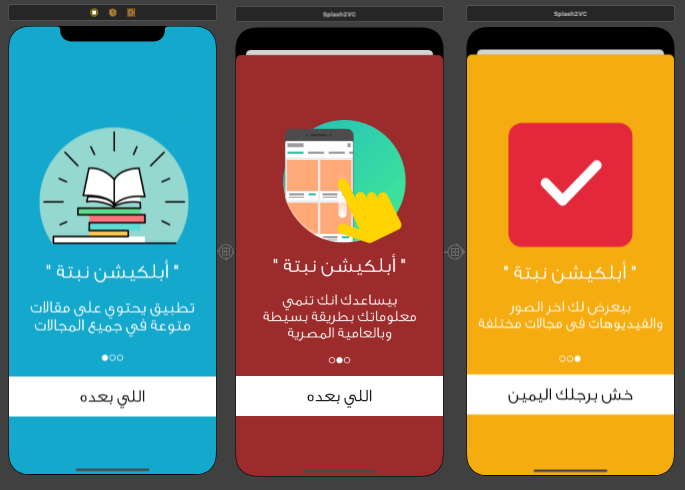 Splash2VC
Splash2VC
" أبلكيشن نبتة "
تطبيق يحتوي على مقالات
متوعة في جميع المجالات
اللي بعده
" أبلكيشن نبتة "
بيساعدك انك تنمي
معلوماتك بطريقة بسيطة
وبالعامية المصرية
اللي بعده
" أبلكيشن نبتة "
بيعرض لك اخر الصور
والفيديوهات في مجالات مختلفة
خش برجلك اليمين